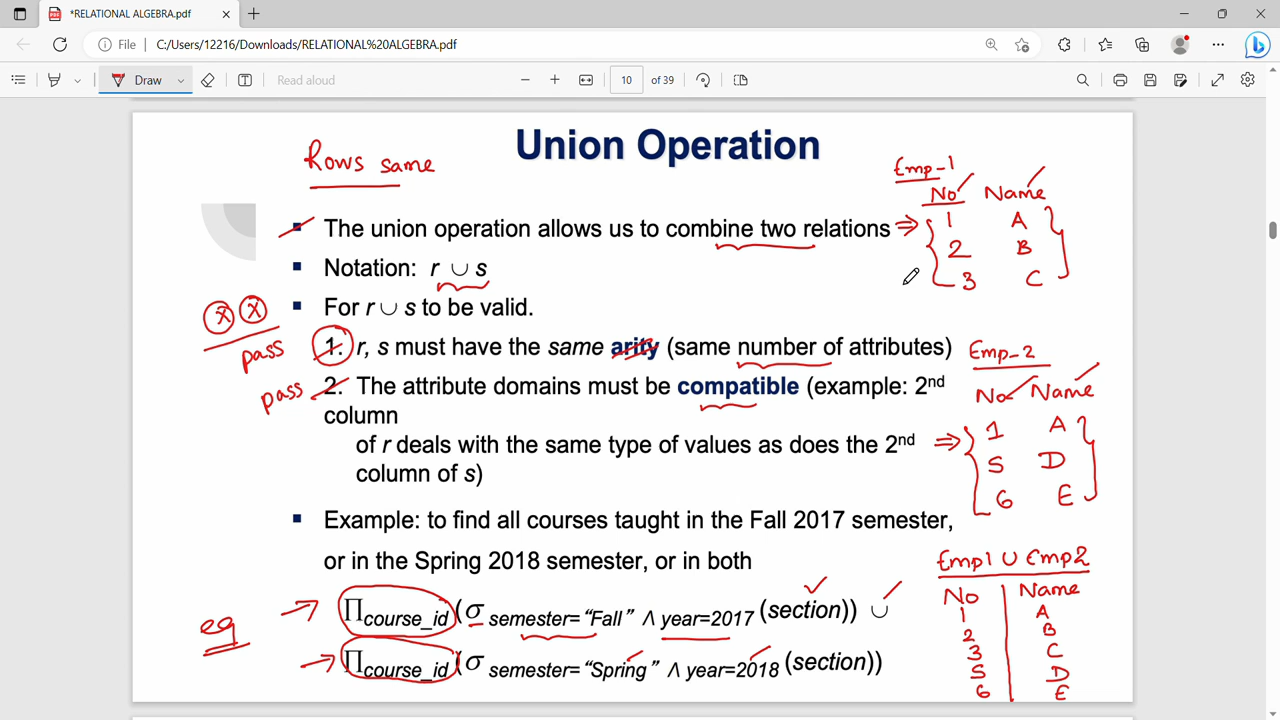 *RELATIONAL ALGEBRA.pdf
File C:/Users/12216/Downloads/RELATIONAL%20ALGEBRA.pdf
Draw Read aloud 10 of 39
Union Operation
Rows same
The union operation allows us to combine two relations
Notation: r ∪ s
For r ∪ s to be valid.
1. r, s must have the same arity (same number of attributes)
pass
2. The attribute domains must be compatible (example: 2nd
pass
column
of r deals with the same type of values as does the 2nd
column of s)
Example: to find all courses taught in the Fall 2017 semester,
or in the Spring 2018 semester, or in both
eg
∏course_id (σ semester="Fall" Λ year=2017 (section)) ∪
∏course_id (σ semester="Spring" Λ year=2018 (section))
Emp-1
No Name
1 A
2 B
3 C
Emp-2
No Name
1 A
5 D
6 E
Emp1 ∪ Emp2
No Name
1 A
2 B
3 C
5 D
6 E